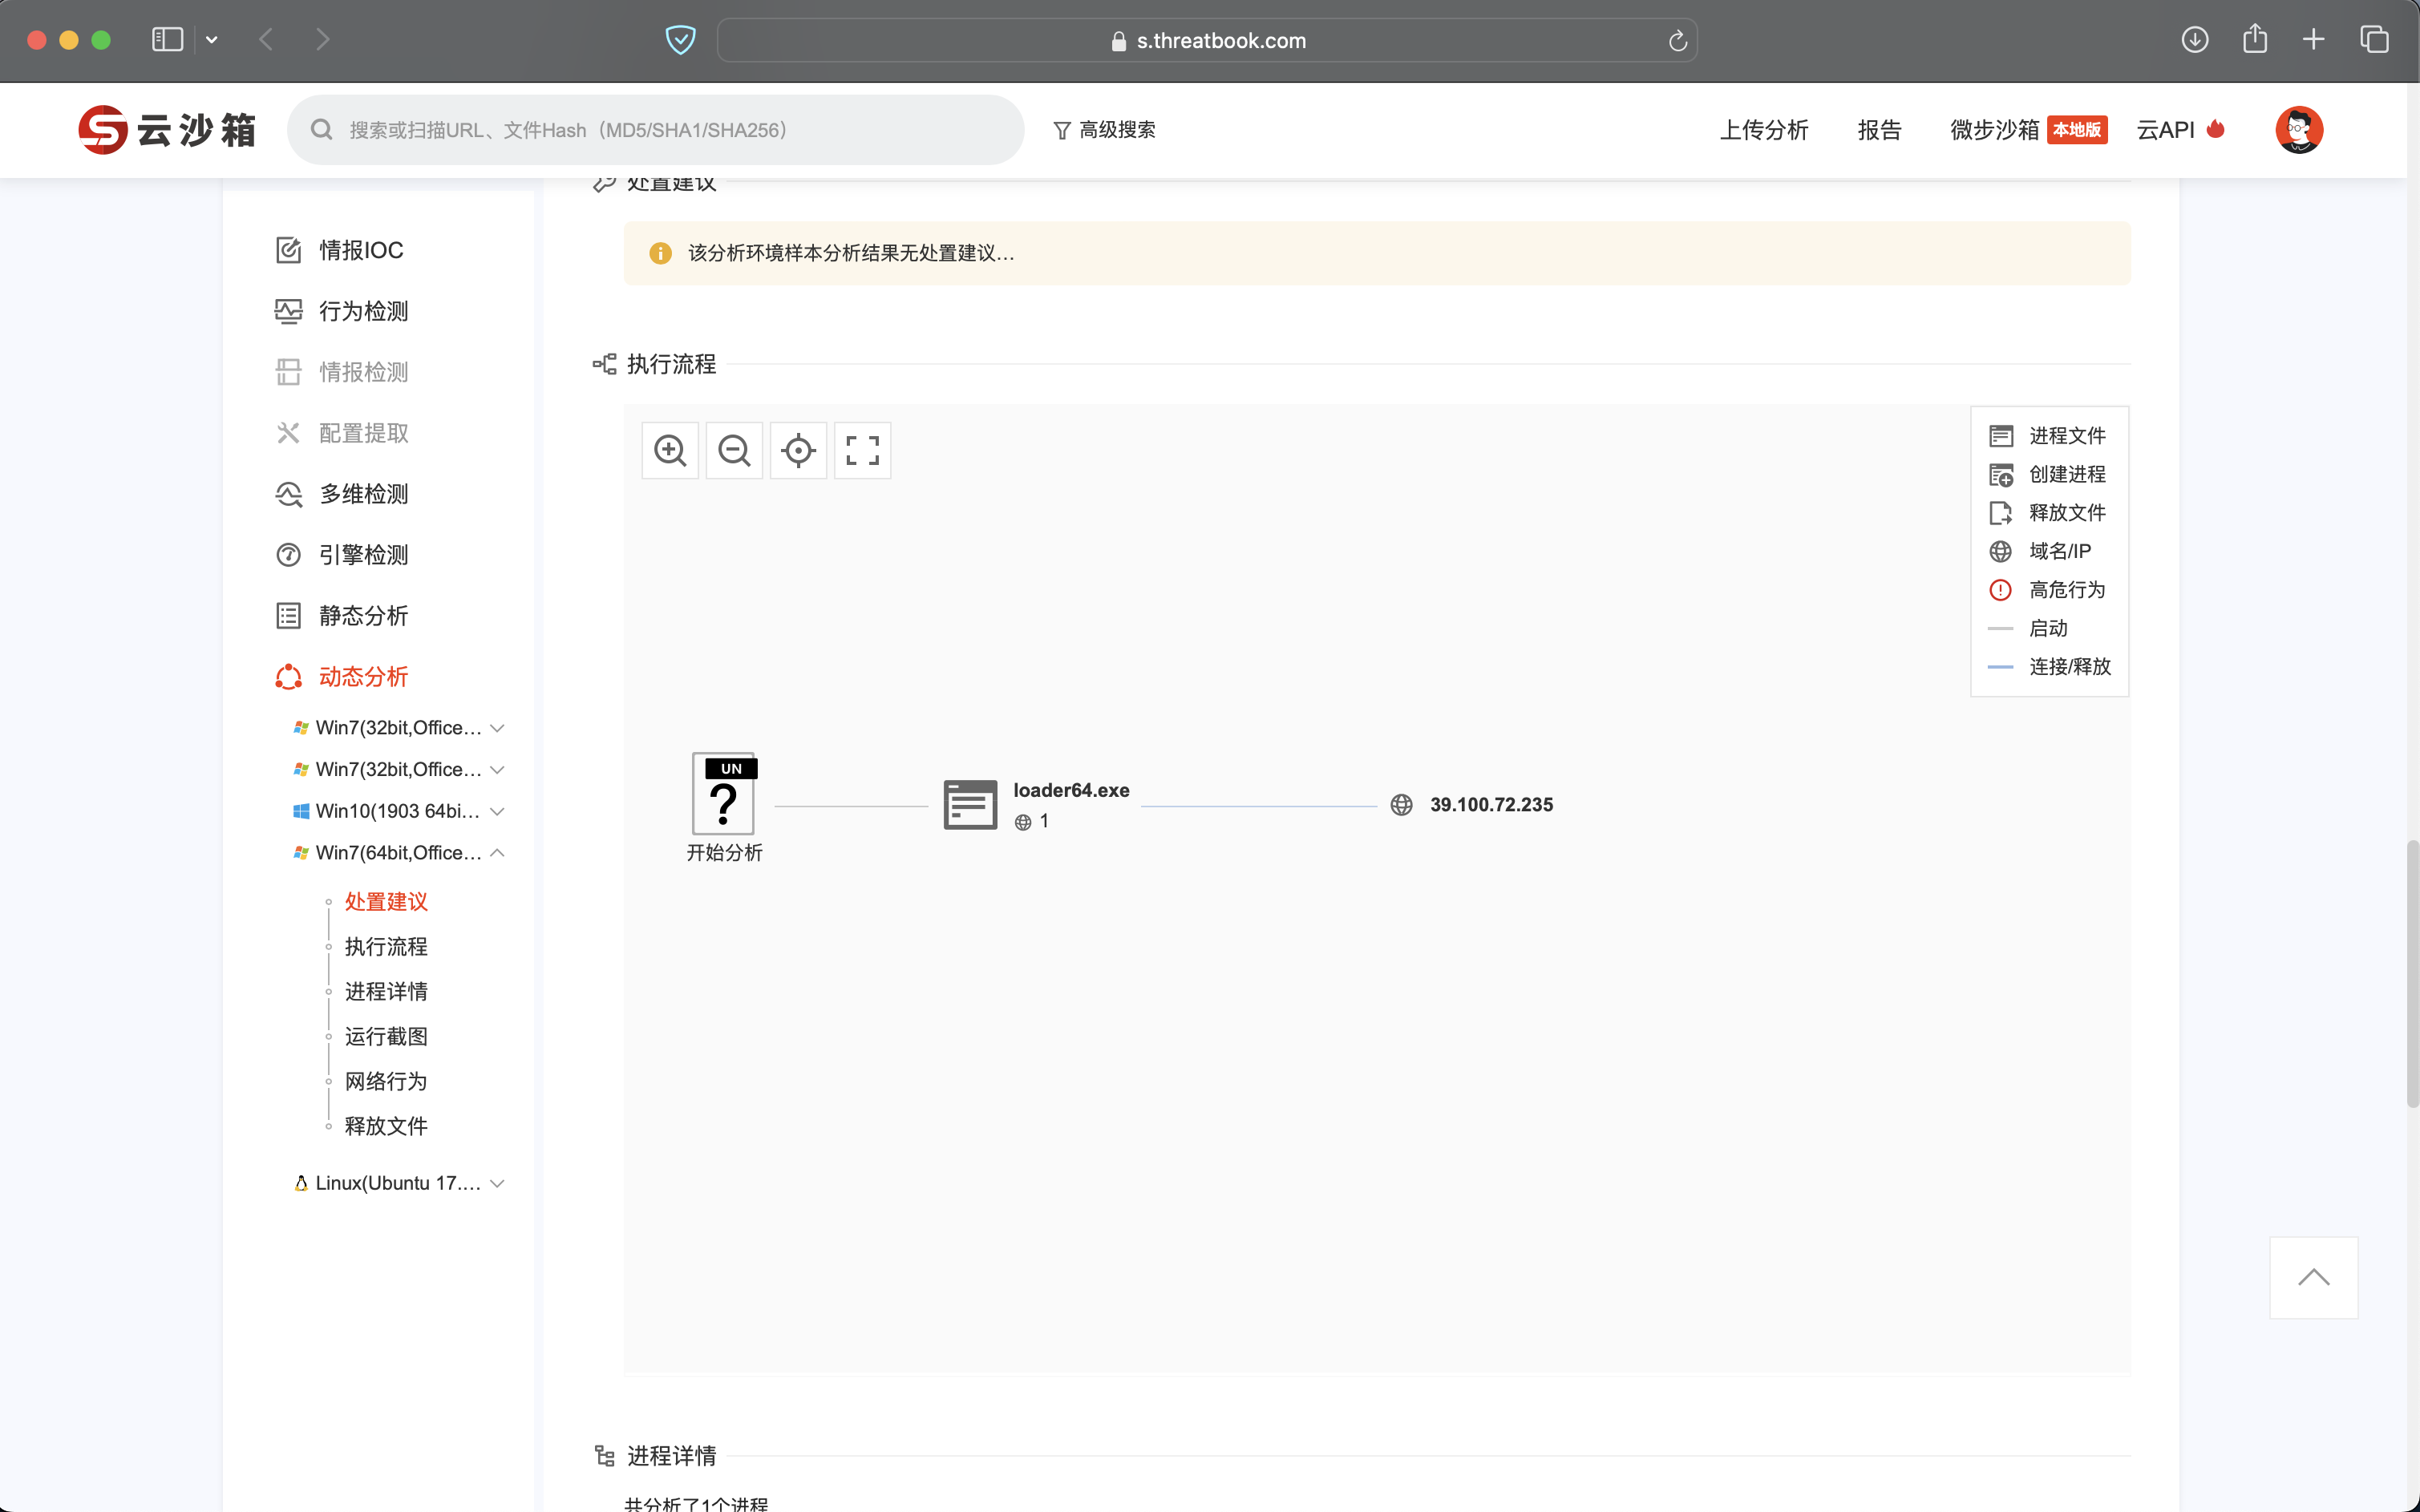 s.threatbook.com
云沙箱
搜索或扫描URL、文件Hash（MD5/SHA1/SHA256）
高级搜索
上传分析
报告
微步沙箱 本地版
云API
处置建议
该分析环境样本分析结果无处置建议...
情报IOC
行为检测
情报检测
配置提取
多维检测
引擎检测
静态分析
动态分析
Win7(32bit,Office...
Win7(32bit,Office...
Win10(1903 64bi...
Win7(64bit,Office...
处置建议
执行流程
进程详情
运行截图
网络行为
释放文件
Linux(Ubuntu 17....
执行流程
进程文件
创建进程
释放文件
域名/IP
高危行为
启动
连接/释放
UN
?
开始分析
loader64.exe
1
39.100.72.235
进程详情
共分析了1个进程